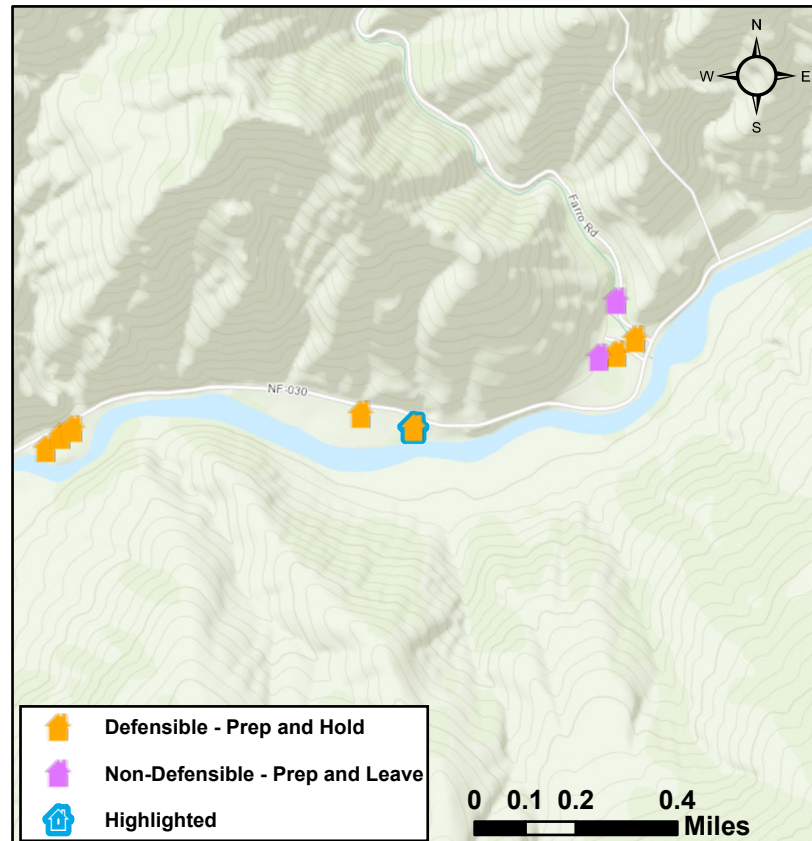 N
W
E
S
Farro Rd
NF-030
Defensible - Prep and Hold
Non-Defensible - Prep and Leave
Highlighted
0 0.1 0.2 0.4
Miles